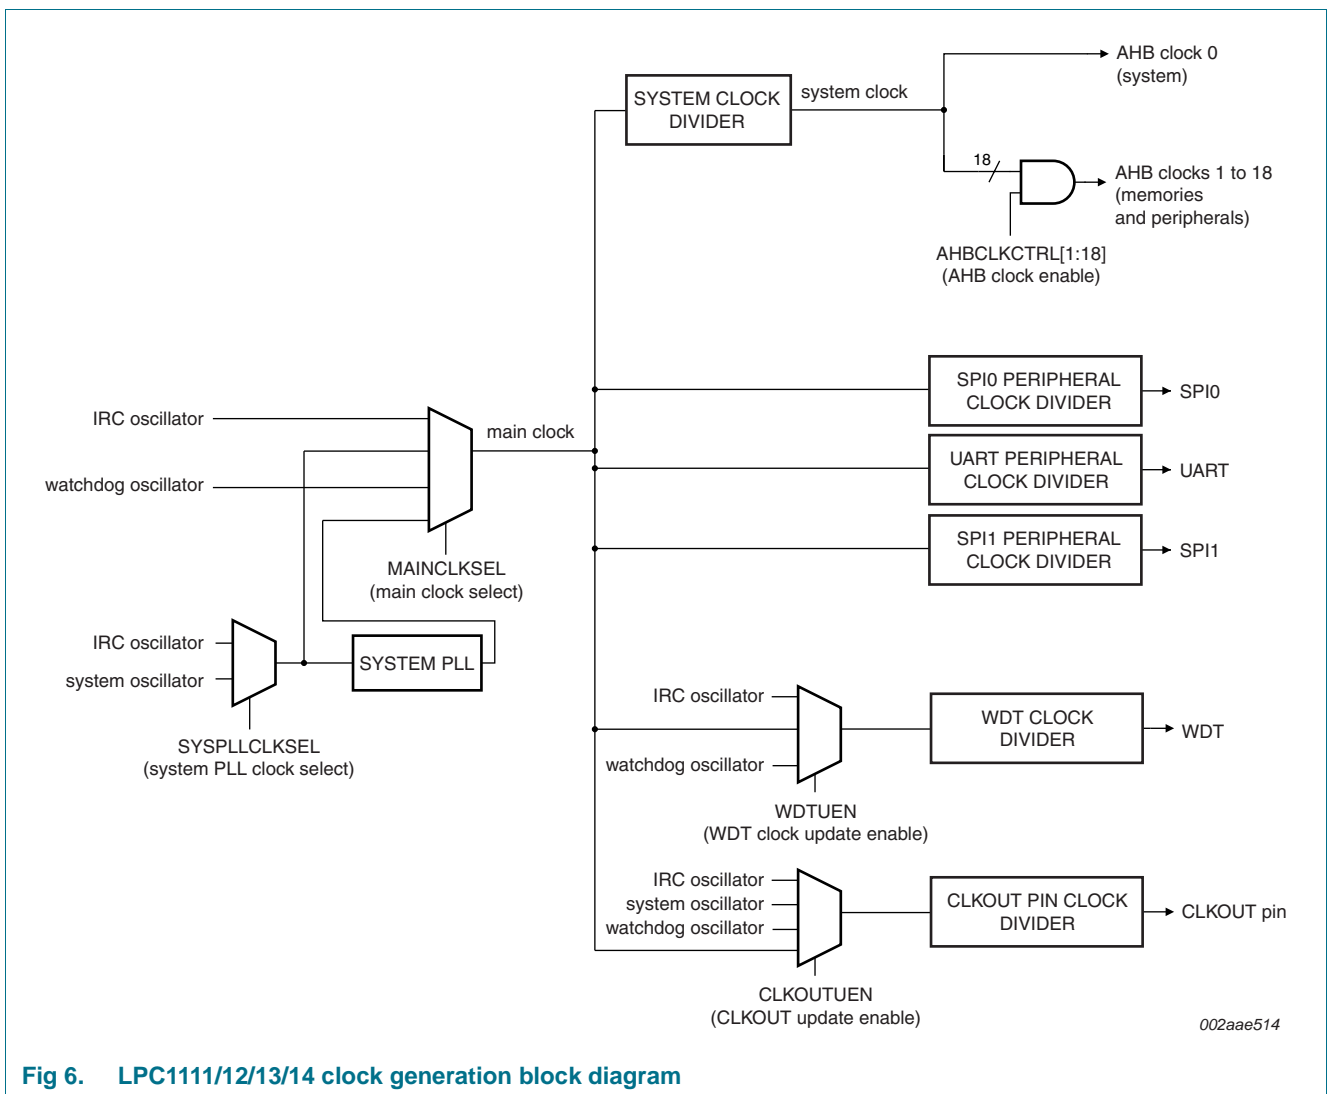 AHB clock 0
(system)
SYSTEM CLOCK
DIVIDER
system clock
18
AHB clocks 1 to 18
(memories
and peripherals)
AHBCLKCTRL[1:18]
(AHB clock enable)
SPI0 PERIPHERAL
CLOCK DIVIDER
SPI0
IRC oscillator
main clock
UART PERIPHERAL
CLOCK DIVIDER
UART
watchdog oscillator
SPI1 PERIPHERAL
CLOCK DIVIDER
SPI1
MAINCLKSEL
(main clock select)
IRC oscillator
system oscillator
SYSTEM PLL
SYSPLLCLKSEL
(system PLL clock select)
IRC oscillator
watchdog oscillator
WDT CLOCK
DIVIDER
WDT
WDTUEN
(WDT clock update enable)
IRC oscillator
system oscillator
watchdog oscillator
CLKOUT PIN CLOCK
DIVIDER
CLKOUT pin
CLKOUTUEN
(CLKOUT update enable)
002aae514
Fig 6. LPC1111/12/13/14 clock generation block diagram